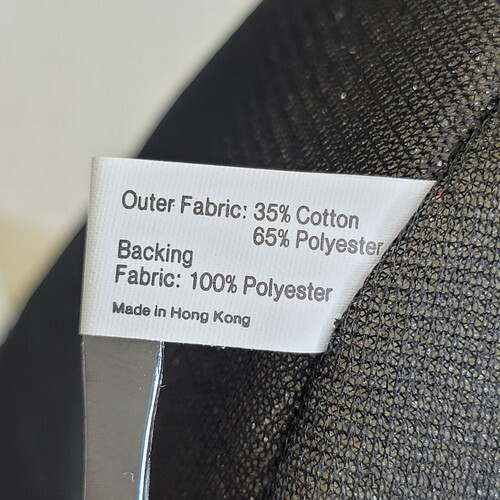 Outer Fabric: 35% Cotton
65% Polyester
Backing
Fabric: 100% Polyester
Made in Hong Kong